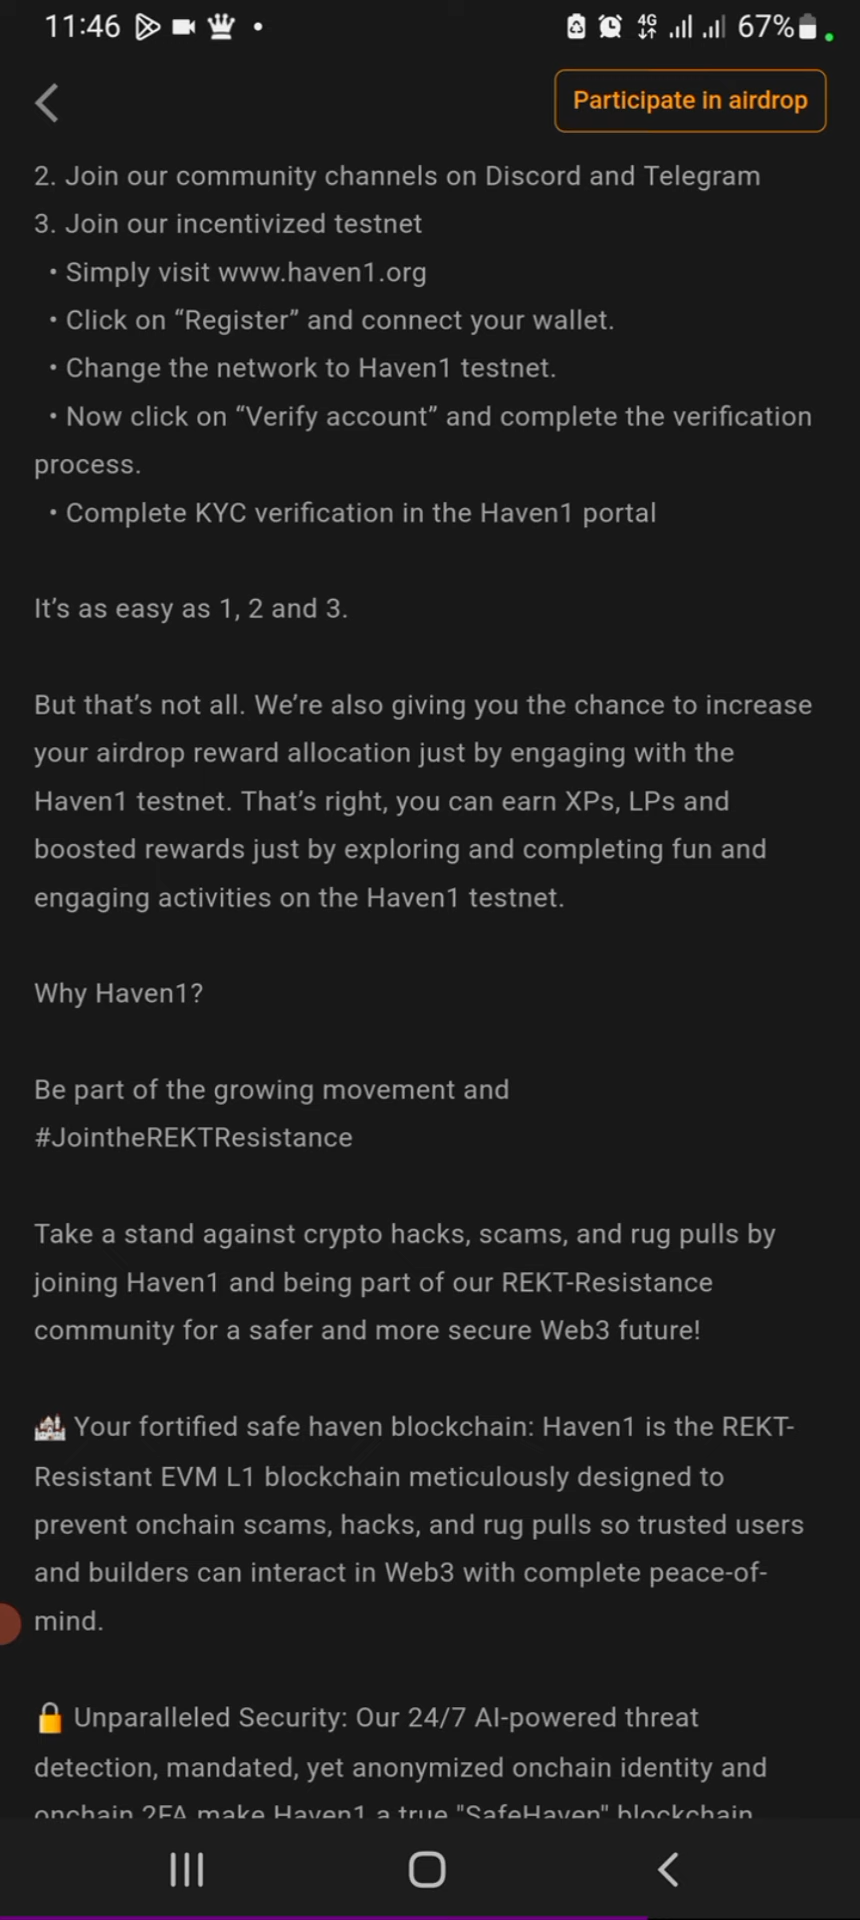 11:46
4G
67%
Participate in airdrop
2. Join our community channels on Discord and Telegram
3. Join our incentivized testnet
• Simply visit www.haven1.org
• Click on “Register” and connect your wallet.
• Change the network to Haven1 testnet.
• Now click on “Verify account” and complete the verification
process.
• Complete KYC verification in the Haven1 portal
It’s as easy as 1, 2 and 3.
But that’s not all. We’re also giving you the chance to increase
your airdrop reward allocation just by engaging with the
Haven1 testnet. That’s right, you can earn XPs, LPs and
boosted rewards just by exploring and completing fun and
engaging activities on the Haven1 testnet.
Why Haven1?
Be part of the growing movement and
#JointheREKTResistance
Take a stand against crypto hacks, scams, and rug pulls by
joining Haven1 and being part of our REKT-Resistance
community for a safer and more secure Web3 future!
🏰 Your fortified safe haven blockchain: Haven1 is the REKT-
Resistant EVM L1 blockchain meticulously designed to
prevent onchain scams, hacks, and rug pulls so trusted users
and builders can interact in Web3 with complete peace-of-
mind.
🔒 Unparalleled Security: Our 24/7 AI-powered threat
detection, mandated, yet anonymized onchain identity and
onchain 2FA make Haven1 a true "SafeHaven" blockchain